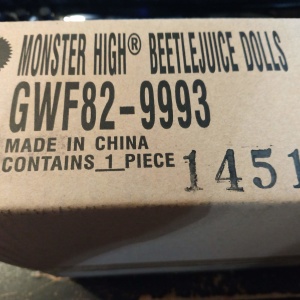 MONSTER HIGH® BEETLEJUICE DOLLS
GWF82-9993
MADE IN CHINA
CONTAINS 1 PIECE
1451